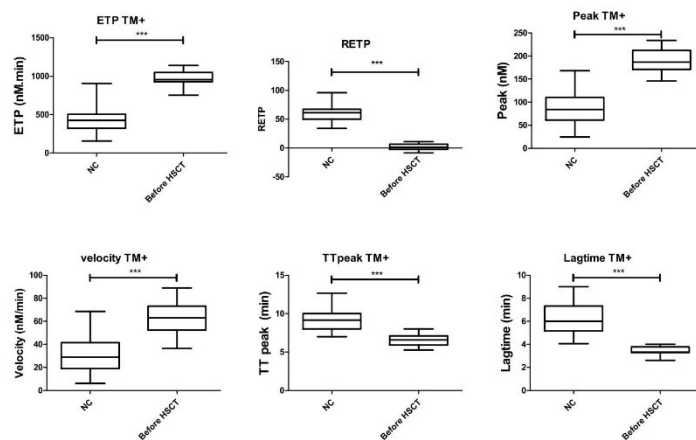 ETP TM+
***
1500
1000
500
0
ETP (nM.min)
NC
Before HSCT
RETP
***
150
100
50
0
-50
RETP
NC
Before HSCT
Peak TM+
***
250
200
150
100
50
0
Peak (nM)
NC
Before HSCT
velocity TM+
***
100
80
60
40
20
0
Velocity (nM/min)
NC
Before HSCT
TTpeak TM+
***
15
10
5
0
TT peak (min)
NC
Before HSCT
Lagtime TM+
***
10
8
6
4
2
0
Lagtime (min)
NC
Before HSCT